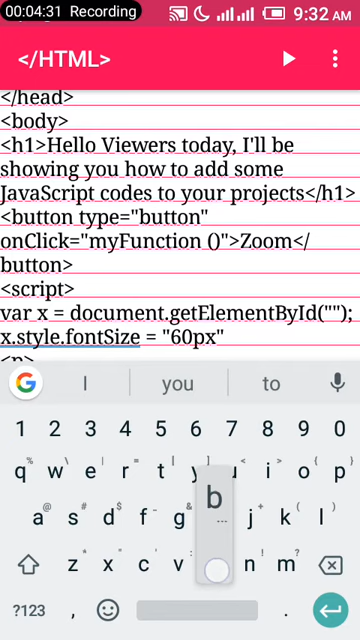 00:04:31 Recording
9:32 AM
</HTML>
</head>
<body>
<h1>Hello Viewers today, I'll be
showing you how to add some
JavaScript codes to your projects</h1>
<button type="button"
onClick="myFunction ()">Zoom</
button>
<script>
var x = document.getElementById("");
x.style.fontSize = "60px"
<p>
G I you to
1 2 3 4 5 6 7 8 9 0
% ^ ~ | [ ] < > { }
q w e r t y u i o p
b
@ # $ _ & - + ( )
a s d f g j k l
...
* " ' : ! ?
z x c v n m
?123 , .